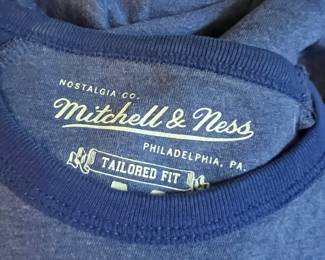 NOSTALGIA CO.
Mitchell & Ness
PHILADELPHIA, PA.
TAILORED FIT